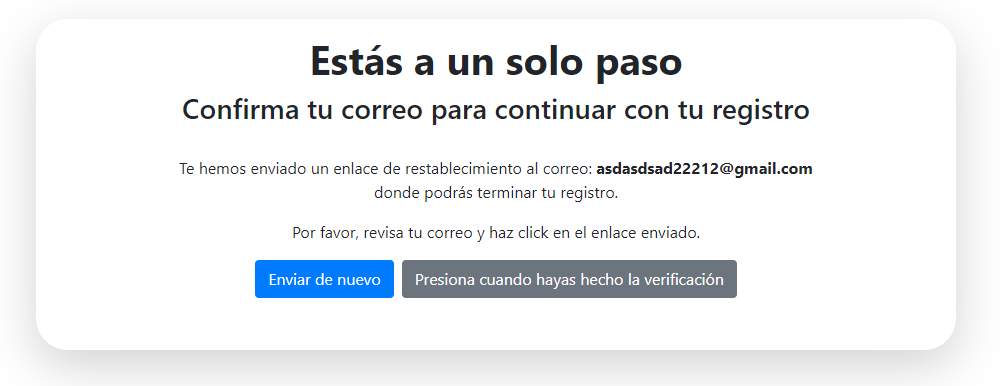 Estás a un solo paso
Confirma tu correo para continuar con tu registro
Te hemos enviado un enlace de restablecimiento al correo: asdasdsad22212@gmail.com
donde podrás terminar tu registro.
Por favor, revisa tu correo y haz click en el enlace enviado.
Enviar de nuevo
Presiona cuando hayas hecho la verificación